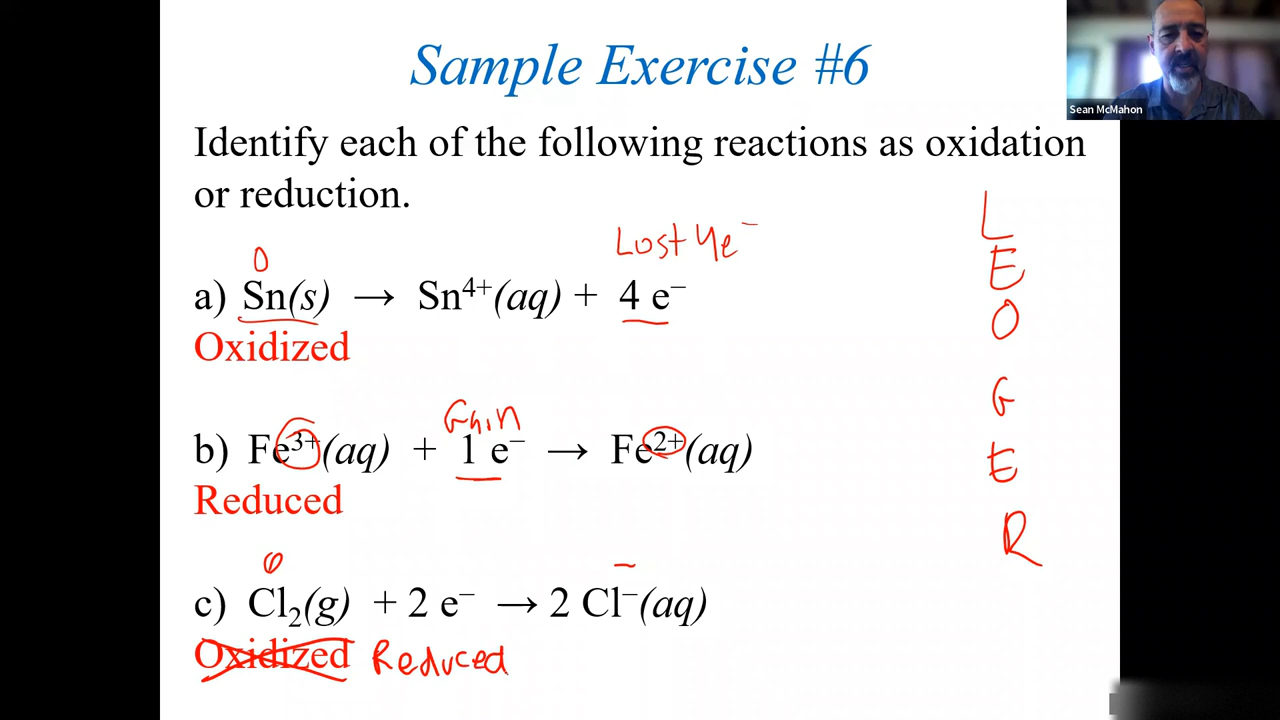 Sample Exercise #6
Sean McMahon
Identify each of the following reactions as oxidation
or reduction.
L
E
O
G
E
R
Lost 4e⁻
0
a) Sn(s) → Sn⁴⁺(aq) + 4 e⁻
Oxidized
Gain
b) Fe³⁺(aq) + 1 e⁻ → Fe²⁺(aq)
Reduced
0 −
c) Cl₂(g) + 2 e⁻ → 2 Cl⁻(aq)
Oxidized Reduced